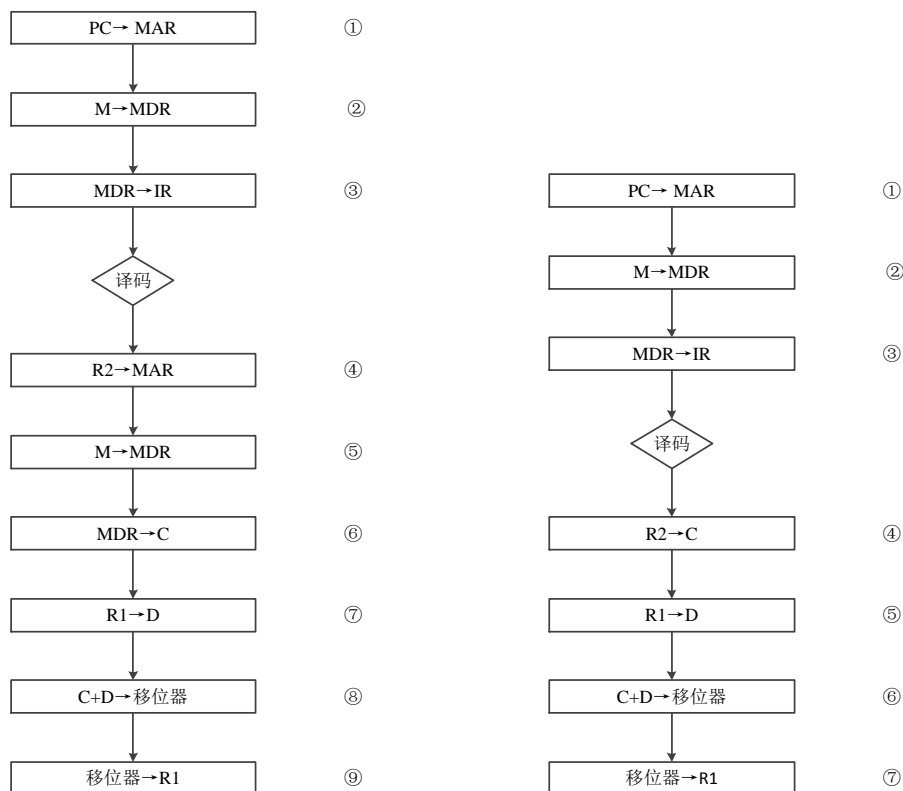 PC→ MAR ①
M→MDR ②
MDR→IR ③
译码
R2→MAR ④
M→MDR ⑤
MDR→C ⑥
R1→D ⑦
C+D→移位器 ⑧
移位器→R1 ⑨
PC→ MAR ①
M→MDR ②
MDR→IR ③
译码
R2→C ④
R1→D ⑤
C+D→移位器 ⑥
移位器→R1 ⑦